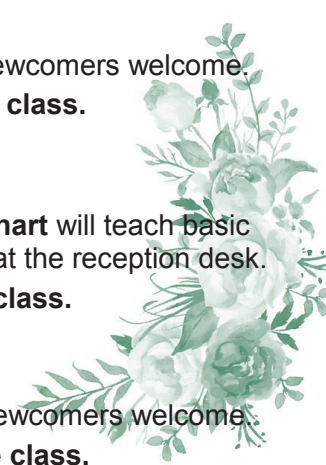 ewcomers welcome.
class.
hart will teach basic
at the reception desk.
class.
ewcomers welcome.
class.